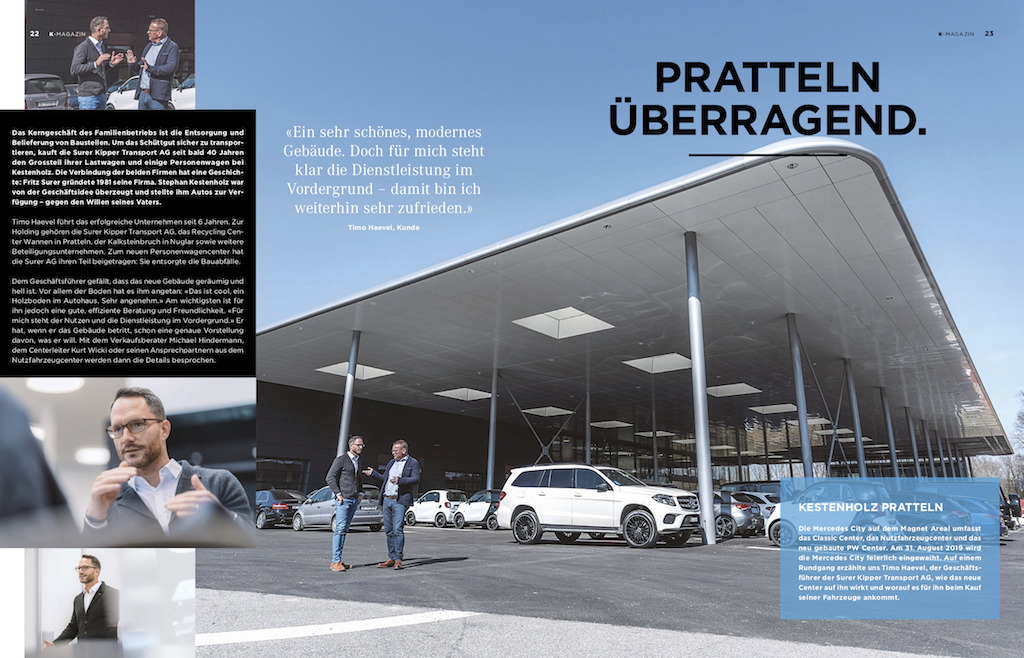 22 K-MAGAZIN
K-MAGAZIN 23
PRATTELN
ÜBERRAGEND.
«Ein sehr schönes, modernes
Gebäude. Doch für mich steht
klar die Dienstleistung im
Vordergrund – damit bin ich
weiterhin sehr zufrieden.»
Timo Haevel, Kunde
Das Kerngeschäft des Familienbetriebs ist die Entsorgung und
Belieferung von Baustellen. Um das Schüttgut sicher zu transpor-
tieren, kauft die Surer Kipper Transport AG seit bald 40 Jahren
den Grossteil ihrer Lastwagen und einige Personenwagen bei
Kestenholz. Die Verbindung der beiden Firmen hat eine Geschich-
te: Fritz Surer gründete 1981 seine Firma. Stephan Kestenholz war
von der Geschäftsidee überzeugt und stellte ihm Autos zur Ver-
fügung – gegen den Willen seines Vaters.
Timo Haevel führt das erfolgreiche Unternehmen seit 6 Jahren. Zur
Holding gehören die Surer Kipper Transport AG, das Recycling Cen-
ter Wannen in Pratteln, der Kalksteinbruch in Nuglar sowie weitere
Beteiligungsunternehmen. Zum neuen Personenwagencenter hat
die Surer AG ihren Teil beigetragen: Sie entsorgte die Bauabfälle.
Dem Geschäftsführer gefällt, dass das neue Gebäude geräumig und
hell ist. Vor allem der Boden hat es ihm angetan: «Das ist cool, ein
Holzboden im Autohaus. Sehr angenehm.» Am wichtigsten ist für
ihn jedoch eine gute, effiziente Beratung und Freundlichkeit. «Für
mich steht der Nutzen und die Dienstleistung im Vordergrund.» Er
hat, wenn er das Gebäude betritt, schon eine genaue Vorstellung
davon, was er will. Mit dem Verkaufsberater Michael Hindermann,
dem Centerleiter Kurt Wicki oder seinen Ansprechpartnern aus dem
Nutzfahrzeugcenter werden dann die Details besprochen.
KESTENHOLZ PRATTELN
Die Mercedes City auf dem Magnet Areal umfasst
das Classic Center, das Nutzfahrzeugcenter und das
neu gebaute PW Center. Am 31. August 2019 wird
die Mercedes City feierlich eingeweiht. Auf einem
Rundgang erzählte uns Timo Haevel, der Geschäfts-
führer der Surer Kipper Transport AG, wie das neue
Center auf ihn wirkt und worauf es für ihn beim Kauf
seiner Fahrzeuge ankommt.